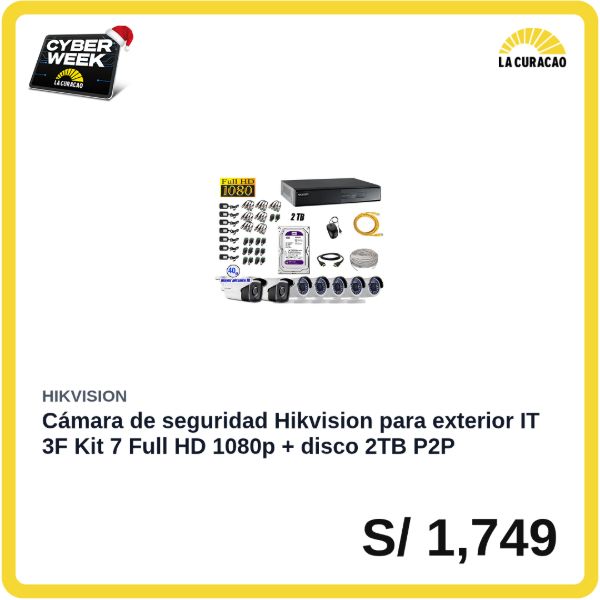 CYBER
WEEK
LA CURACAO
LA CURACAO
Full HD
1080
2 TB
40
HIKVISION
Cámara de seguridad Hikvision para exterior IT
3F Kit 7 Full HD 1080p + disco 2TB P2P
S/ 1,749